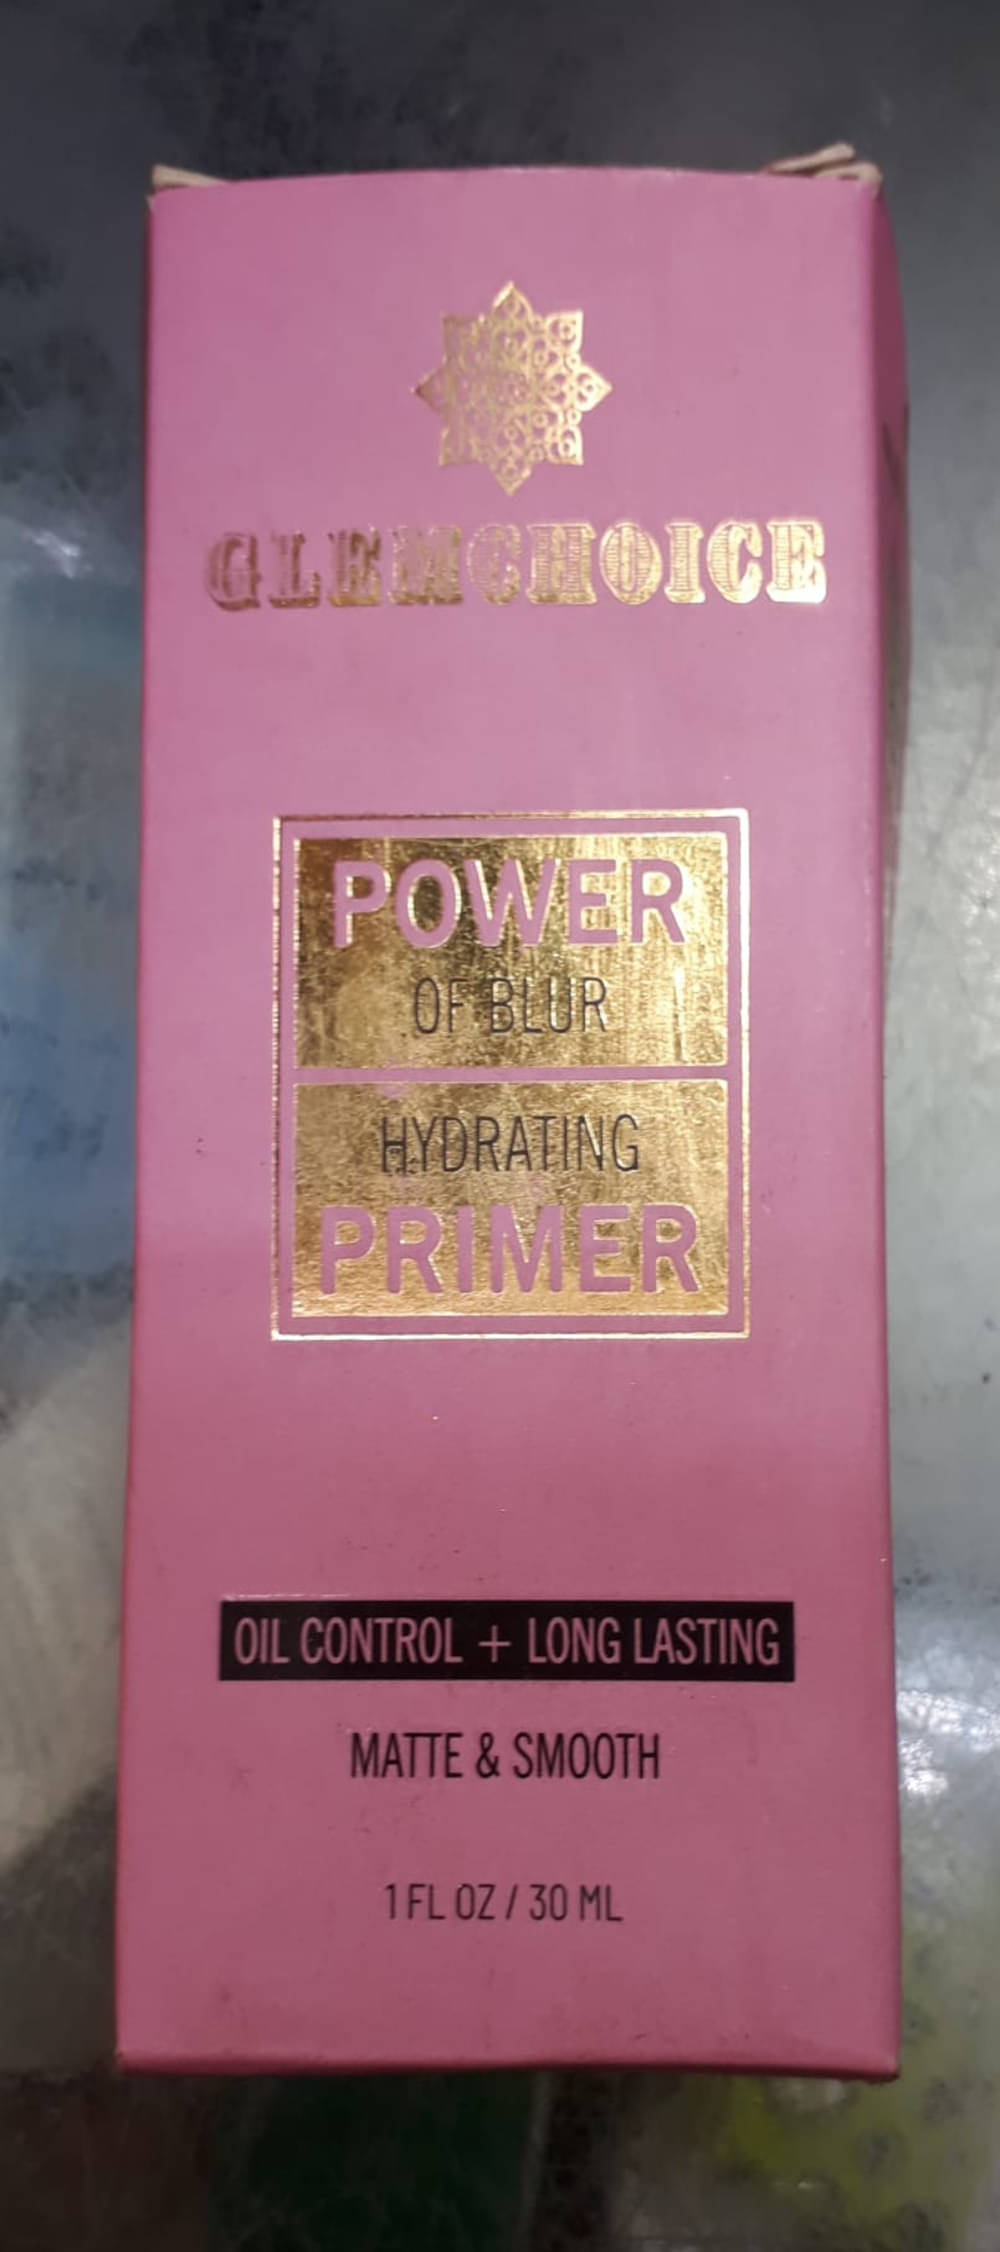 GLEMCHOICE
POWER
OF BLUR
HYDRATING
PRIMER
OIL CONTROL + LONG LASTING
MATTE & SMOOTH
1 FL OZ / 30 ML